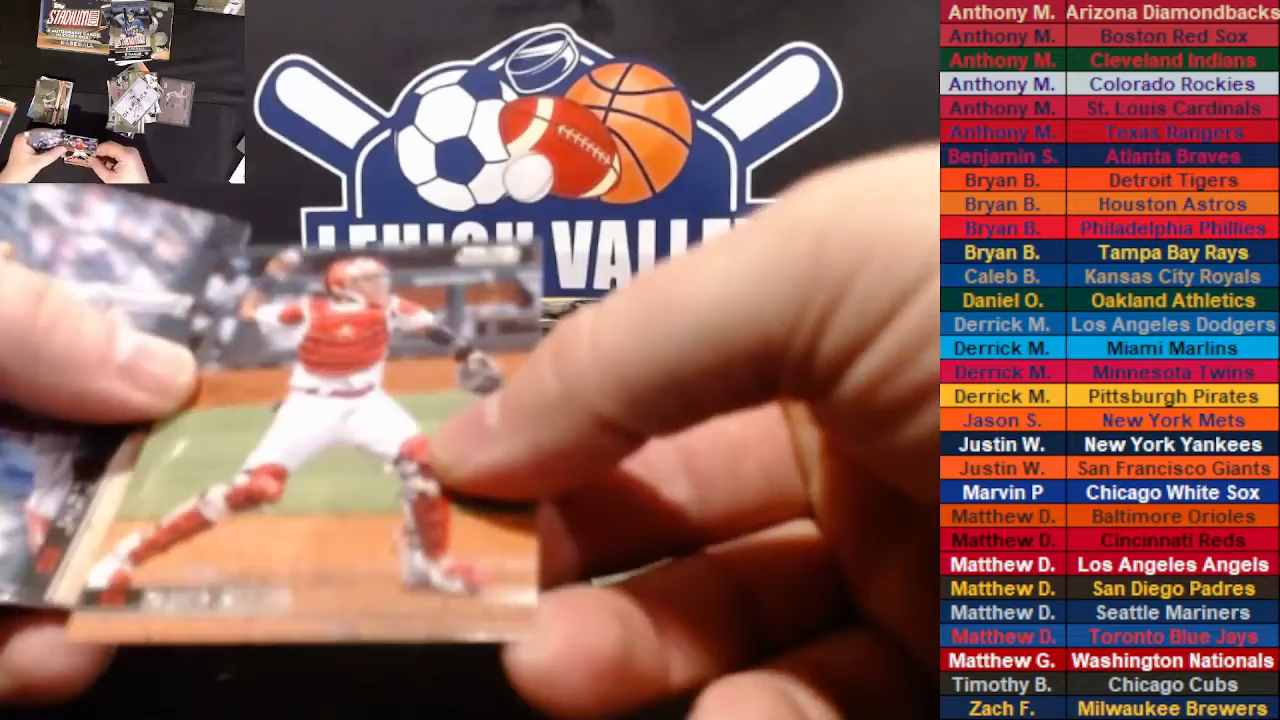 STADIUM
BASEBALL
LEHIGH VALLEY
Anthony M. Arizona Diamondbacks
Anthony M. Boston Red Sox
Anthony M. Cleveland Indians
Anthony M. Colorado Rockies
Anthony M. St. Louis Cardinals
Anthony M. Texas Rangers
Benjamin S. Atlanta Braves
Bryan B. Detroit Tigers
Bryan B. Houston Astros
Bryan B. Philadelphia Phillies
Bryan B. Tampa Bay Rays
Caleb B. Kansas City Royals
Daniel O. Oakland Athletics
Derrick M. Los Angeles Dodgers
Derrick M. Miami Marlins
Derrick M. Minnesota Twins
Derrick M. Pittsburgh Pirates
Jason S. New York Mets
Justin W. New York Yankees
Justin W. San Francisco Giants
Marvin P Chicago White Sox
Matthew D. Baltimore Orioles
Matthew D. Cincinnati Reds
Matthew D. Los Angeles Angels
Matthew D. San Diego Padres
Matthew D. Seattle Mariners
Matthew D. Toronto Blue Jays
Matthew G. Washington Nationals
Timothy B. Chicago Cubs
Zach F. Milwaukee Brewers